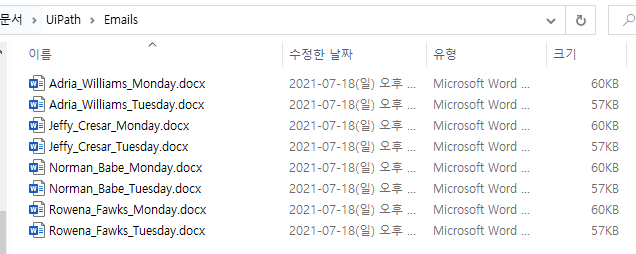 문서 > UiPath > Emails
이름 수정한 날짜 유형 크기
Adria_Williams_Monday.docx 2021-07-18(일) 오후 ... Microsoft Word ... 60KB
Adria_Williams_Tuesday.docx 2021-07-18(일) 오후 ... Microsoft Word ... 57KB
Jeffy_Cresar_Monday.docx 2021-07-18(일) 오후 ... Microsoft Word ... 60KB
Jeffy_Cresar_Tuesday.docx 2021-07-18(일) 오후 ... Microsoft Word ... 57KB
Norman_Babe_Monday.docx 2021-07-18(일) 오후 ... Microsoft Word ... 60KB
Norman_Babe_Tuesday.docx 2021-07-18(일) 오후 ... Microsoft Word ... 57KB
Rowena_Fawks_Monday.docx 2021-07-18(일) 오후 ... Microsoft Word ... 60KB
Rowena_Fawks_Tuesday.docx 2021-07-18(일) 오후 ... Microsoft Word ... 57KB